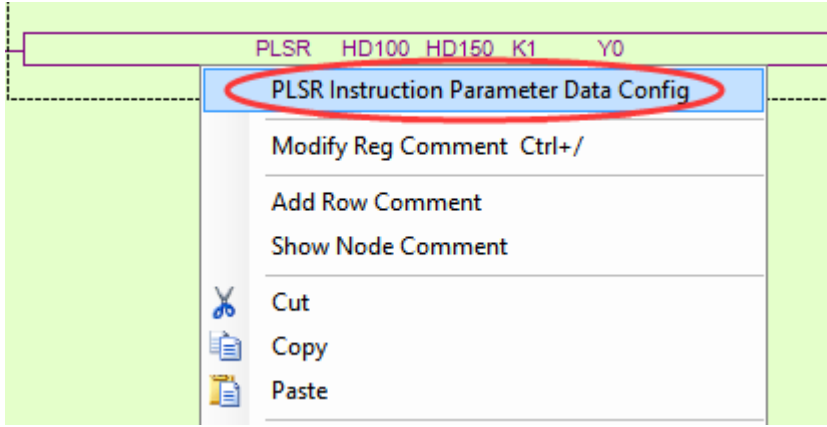 PLSR HD100 HD150 K1 Y0
PLSR Instruction Parameter Data Config
Modify Reg Comment Ctrl+/
Add Row Comment
Show Node Comment
Cut
Copy
Paste